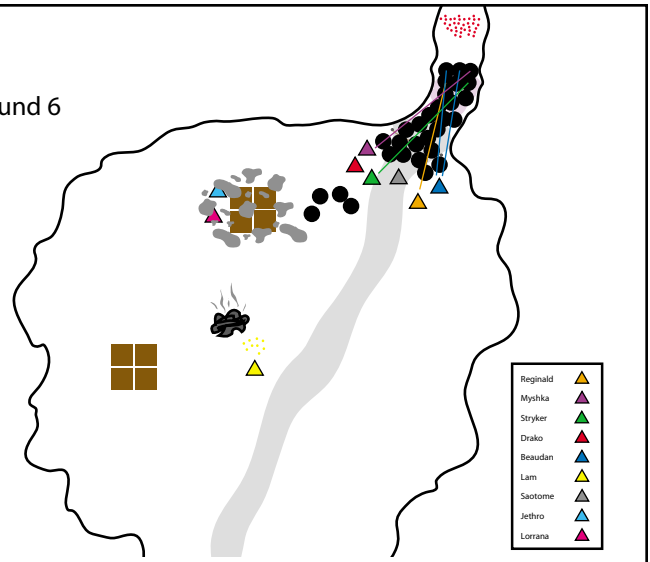 und 6
Reginald
Myshka
Stryker
Drako
Beaudan
Lam
Saotome
Jethro
Lorrana